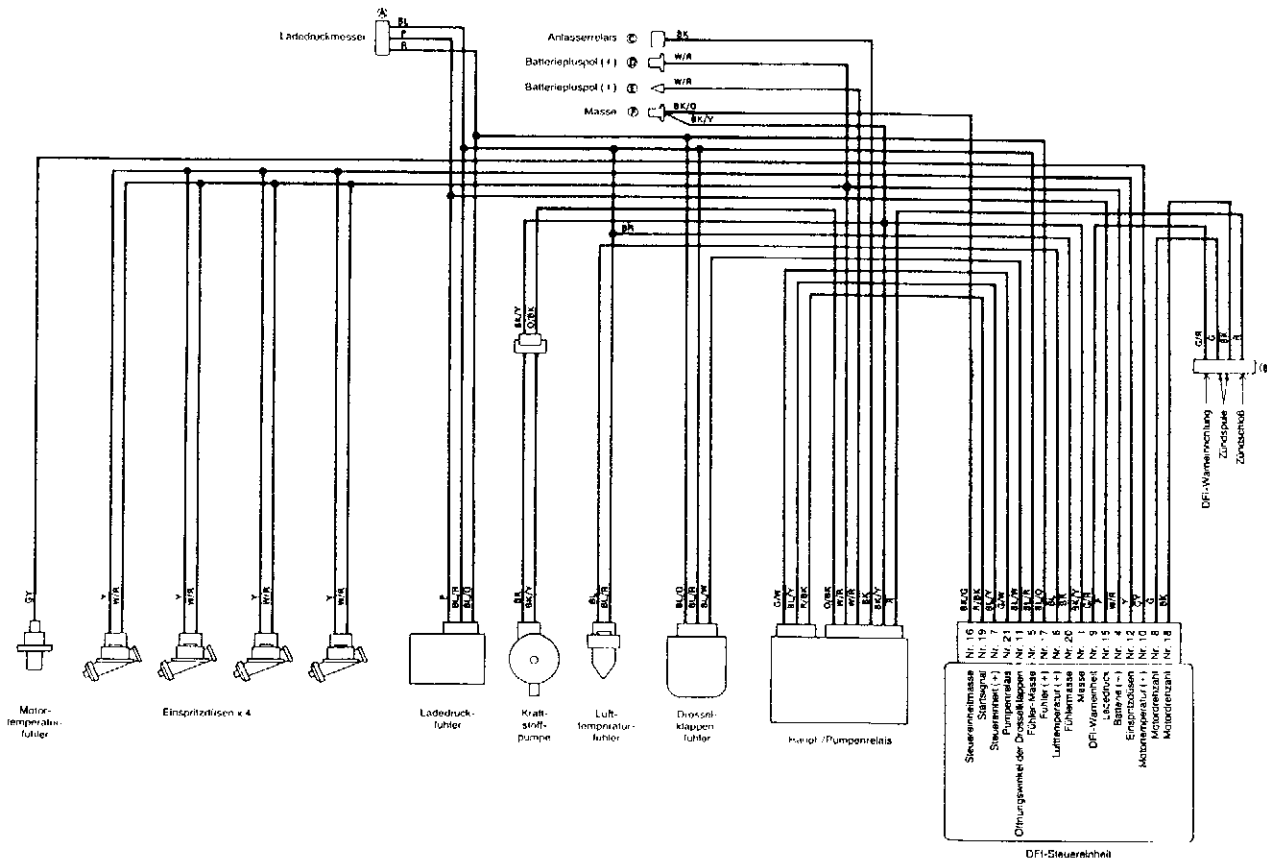 Ⓐ
Ladedruckmesser
BL
P
R
Anlasserrelais Ⓒ
BK
Batteriepluspol (+) Ⓓ
W/R
Batteriepluspol (+) Ⓔ
W/R
Masse Ⓕ
BK/O
BK/Y
BR
BK/Y
O/BK
G/R
G
BK
R
DFI-Warneinrichtung
Zündspule
Zündschloß
GY
Y
W/R
Y
W/R
Y
W/R
Y
W/R
P
BL/R
BL/O
BR
BK/Y
BL
BL/R
BL/O
BL/R
BL/W
G/W
BL/Y
R/BK
O/BK
W/R
W/R
BK
BK/Y
R
BK/G
R/BK
BL/Y
G/W
BL/W
BL/R
BL/O
BL
BR
BK/Y
G/R
P
W/R
Y
GY
G
BK
Nr. 16
Nr. 19
Nr. 3
Nr. 21
Nr. 11
Nr. 5
Nr. 7
Nr. 6
Nr. 20
Nr. 1
Nr. 9
Nr. 15
Nr. 4
Nr. 12
Nr. 10
Nr. 8
Nr. 18
Steuereinheitmasse
Startsignal
Steuereinheit (+)
Pumpenrelais
Öffnungswinkel der Drosselklappen
Fühler-Masse
Fühler (+)
Lufttemperatur (+)
Fühlermasse
Masse
DFI-Warneinheit
Ladedruck
Batterie (+)
Einspritzdüsen
Motortemperatur (+)
Motordrehzahl
Motordrehzahl
Motor-
temperatur-
fühler
Einspritzdüsen x 4
Ladedruck-
fühler
Kraft-
stoff-
pumpe
Luft-
temperatur-
fühler
Drossel-
klappen
fühler
Haupt-/Pumpenrelais
DFI-Steuereinheit